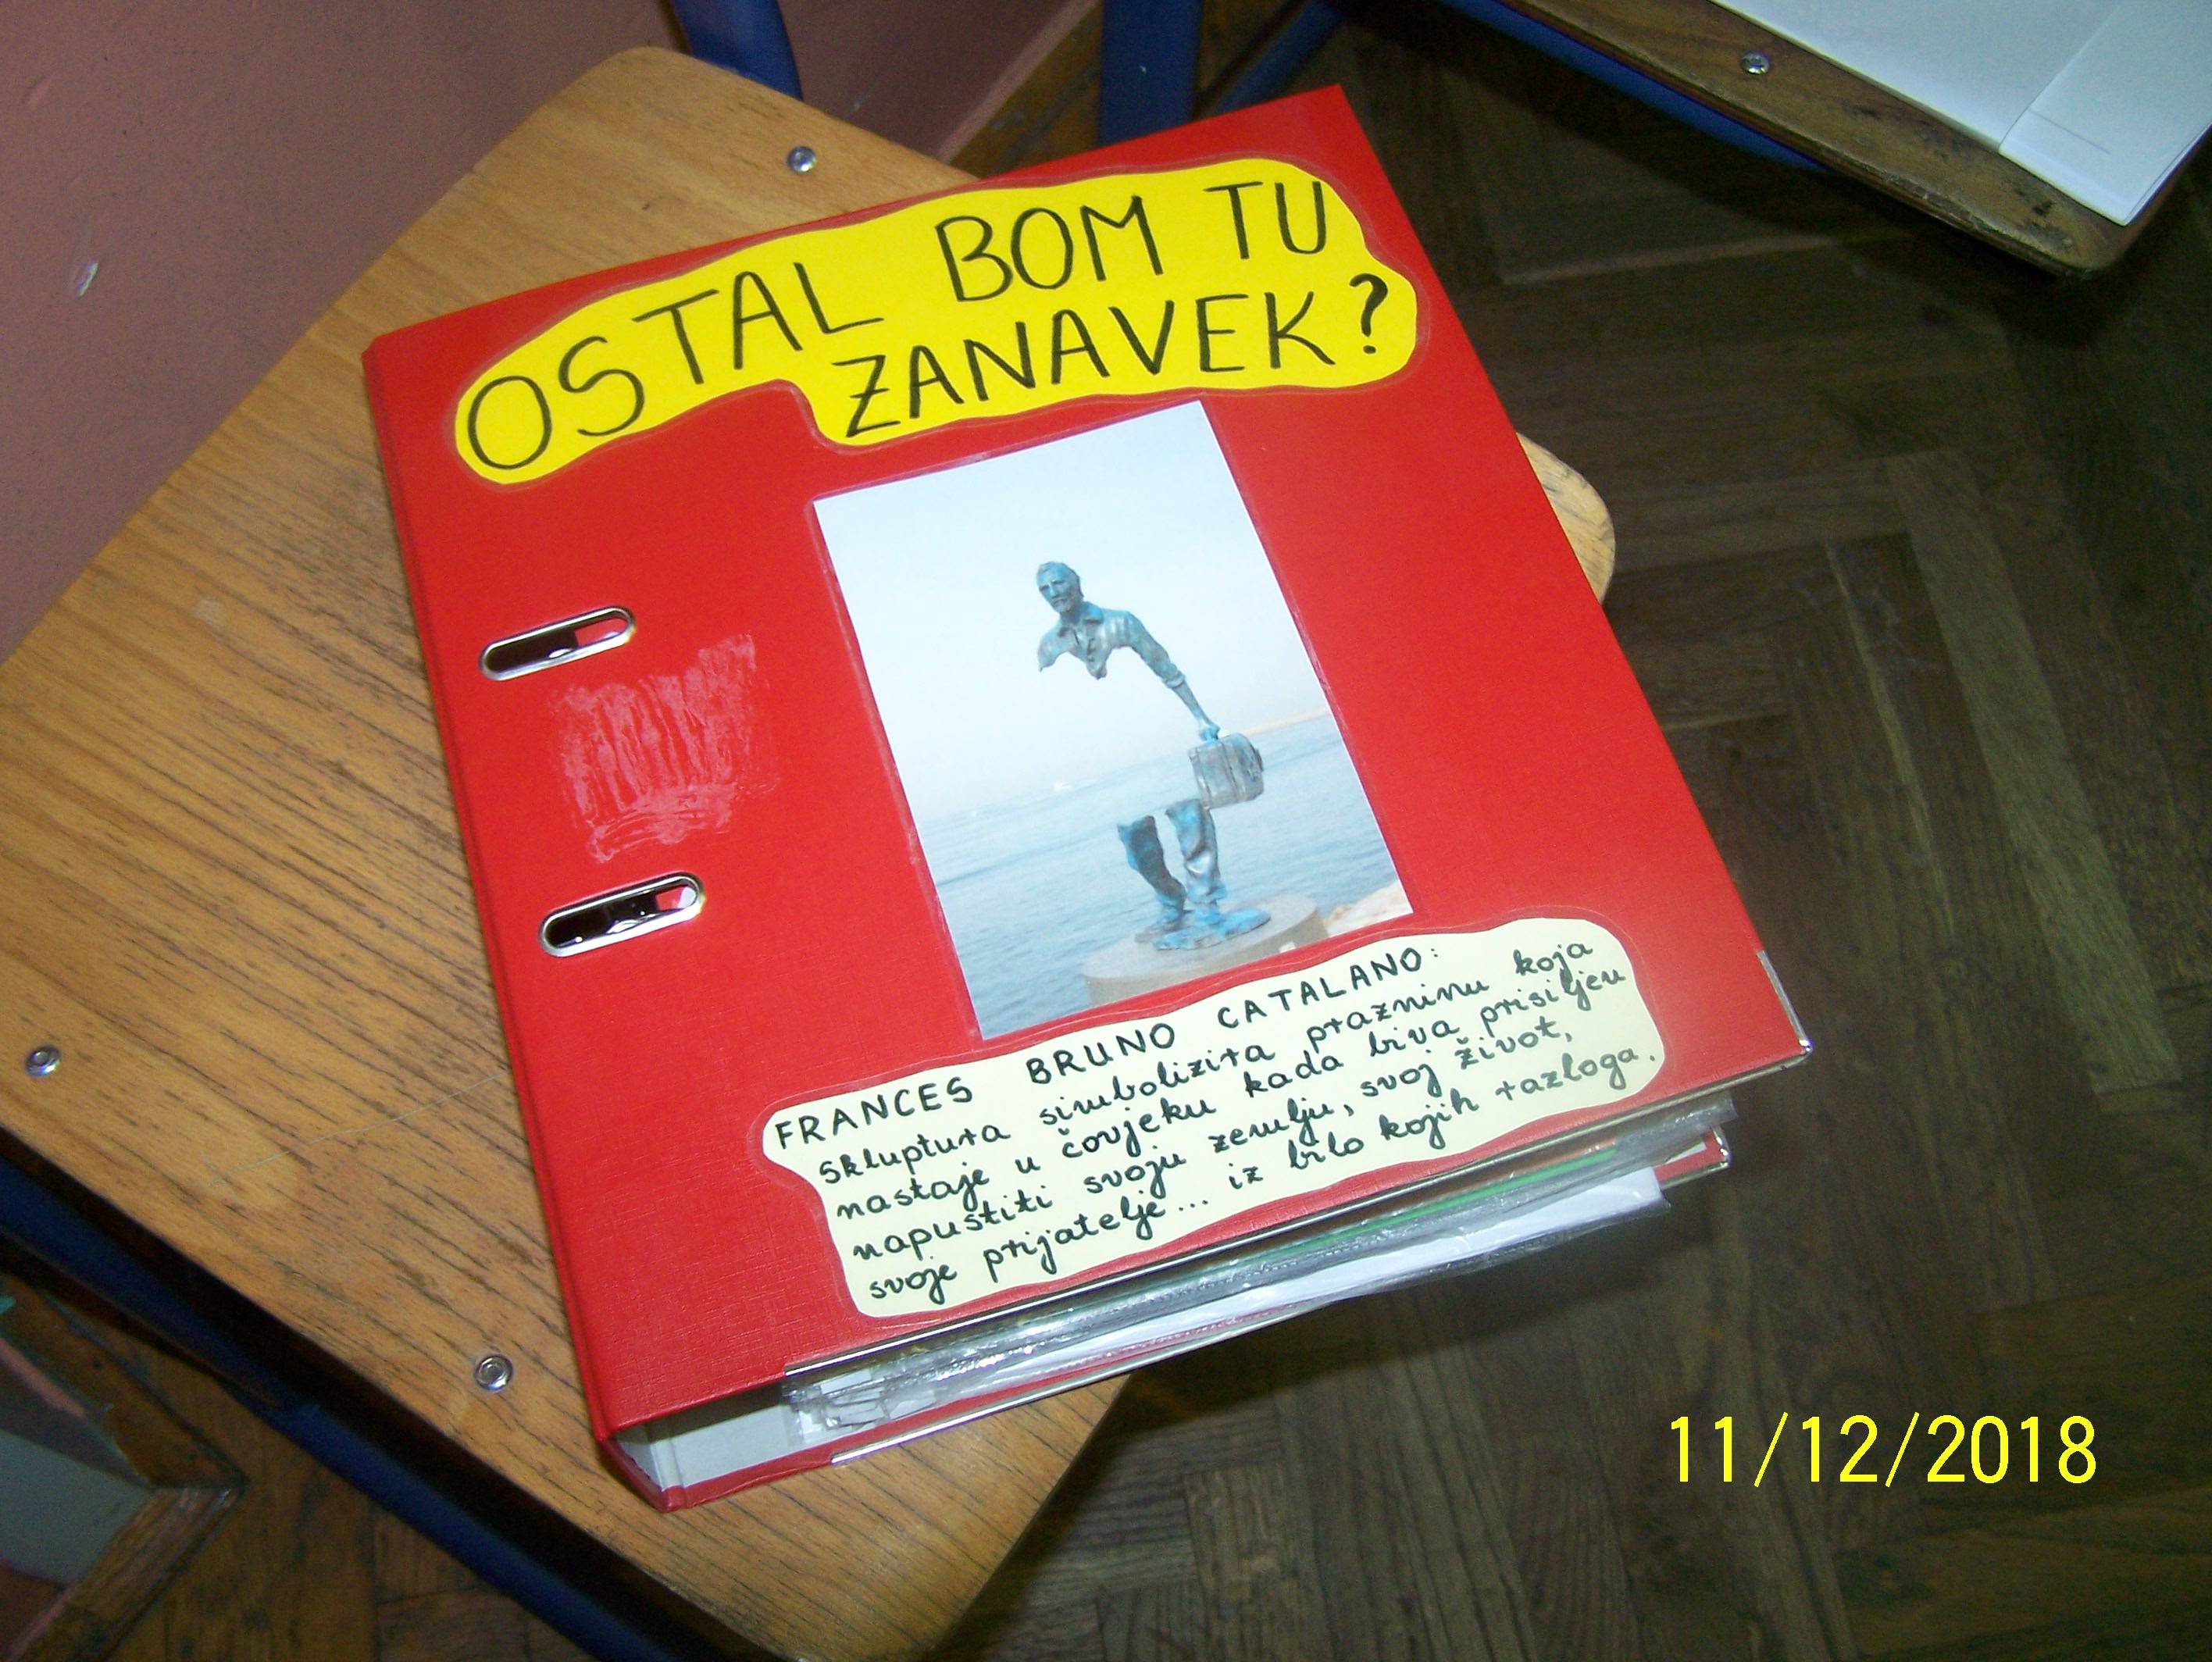 OSTAL BOM TU
ZANAVEK?
FRANCES BRUNO CATALANO:
skluptura simbolizira prazninu koja
nastaje u čovjeku kada biva prisiljen
napustiti svoju zemlju, svoj život,
svoje prijatelje... iz bilo kojih razloga.
11/12/2018